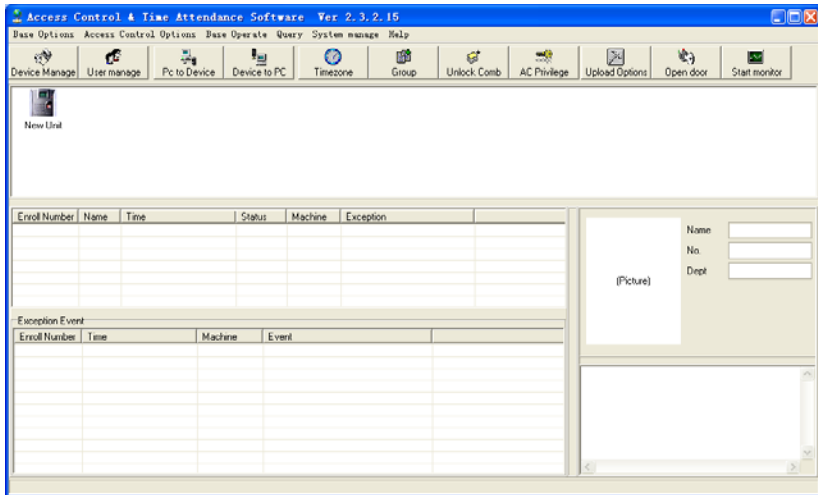 Access Control & Time Attendance Software Ver 2.3.2.15
Base Options Access Control Options Base Operate Query System manage Help
Device Manage User manage Pc to Device Device to PC Timezone Group Unlock Comb AC Privilege Upload Options Open door Start monitor
New Unit
Enroll Number Name Time Status Machine Exception
Name
No.
Dept
(Picture)
Exception Event
Enroll Number Time Machine Event